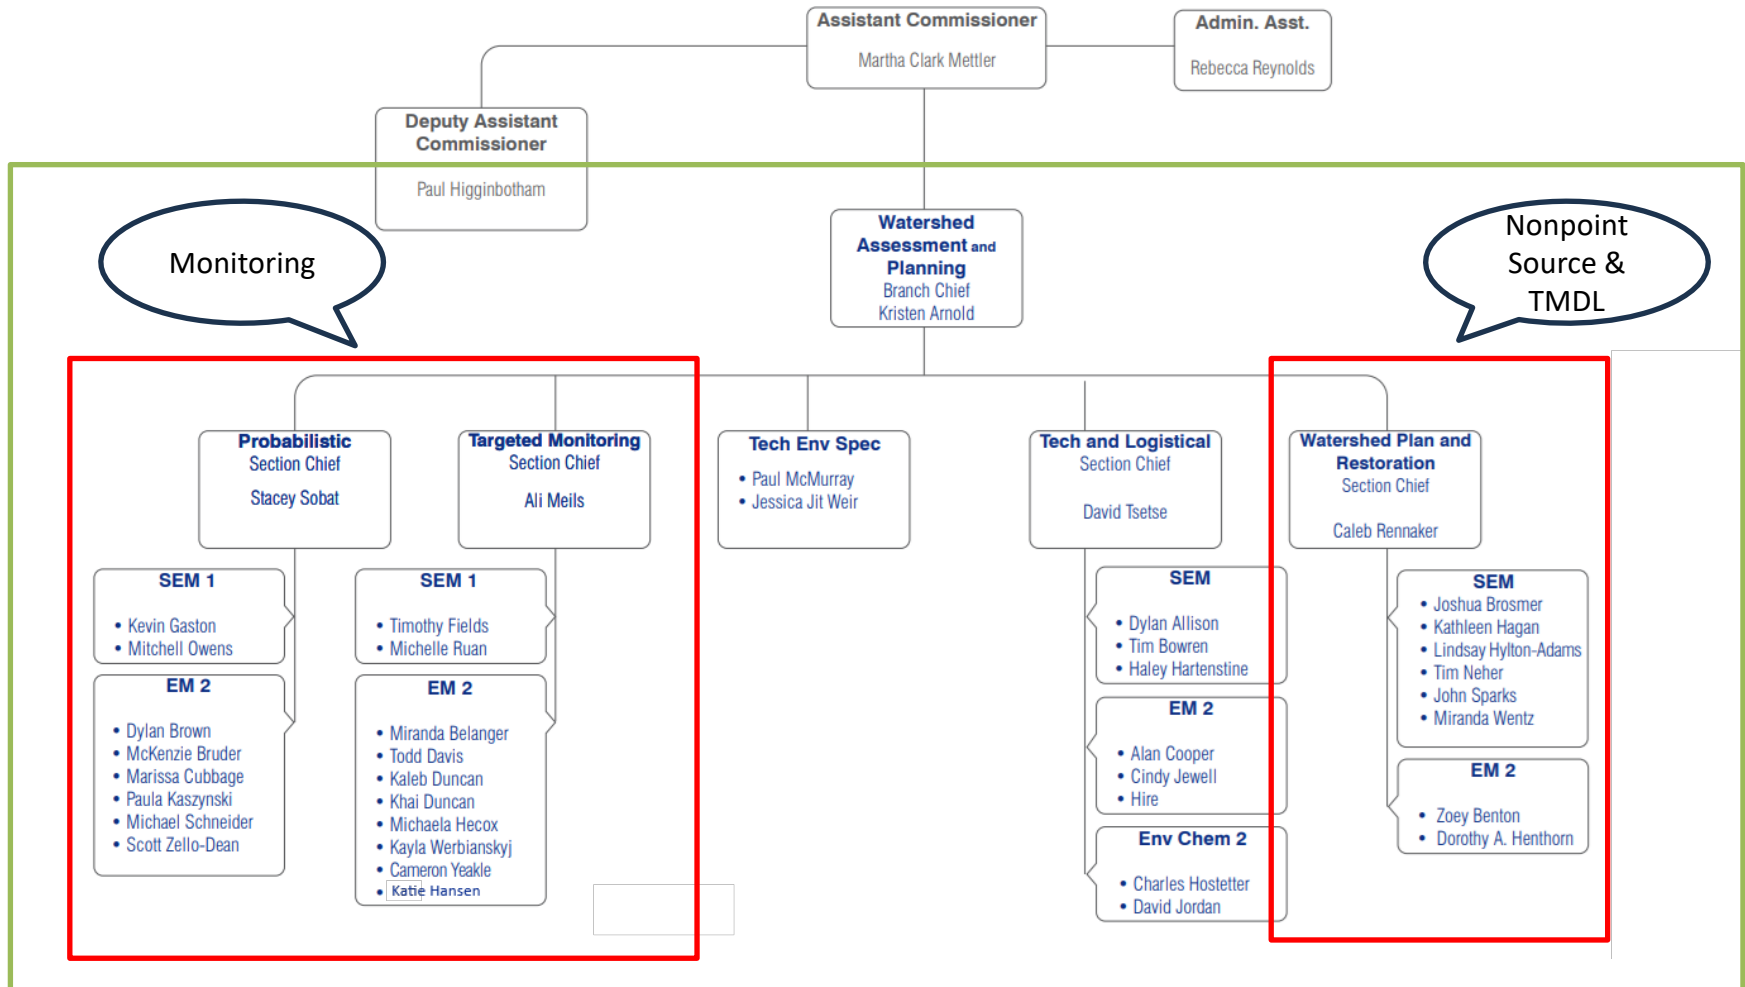 Assistant Commissioner
Martha Clark Mettler
Admin. Asst.
Rebecca Reynolds
Deputy Assistant
Commissioner
Paul Higginbotham
Monitoring
Watershed
Assessment and
Planning
Branch Chief
Kristen Arnold
Nonpoint
Source &
TMDL
Probabilistic
Section Chief
Stacey Sobat
SEM 1
• Kevin Gaston
• Mitchell Owens
EM 2
• Dylan Brown
• McKenzie Bruder
• Marissa Cubbage
• Paula Kaszynski
• Michael Schneider
• Scott Zello-Dean
Targeted Monitoring
Section Chief
Ali Meils
SEM 1
• Timothy Fields
• Michelle Ruan
EM 2
• Miranda Belanger
• Todd Davis
• Kaleb Duncan
• Khai Duncan
• Michaela Hecox
• Kayla Werbianskyj
• Cameron Yeakle
• Katie Hansen
Tech Env Spec
• Paul McMurray
• Jessica Jit Weir
Tech and Logistical
Section Chief
David Tsetse
SEM
• Dylan Allison
• Tim Bowren
• Haley Hartenstine
EM 2
• Alan Cooper
• Cindy Jewell
• Hire
Env Chem 2
• Charles Hostetter
• David Jordan
Watershed Plan and
Restoration
Section Chief
Caleb Rennaker
SEM
• Joshua Brosmer
• Kathleen Hagan
• Lindsay Hylton-Adams
• Tim Neher
• John Sparks
• Miranda Wentz
EM 2
• Zoey Benton
• Dorothy A. Henthorn